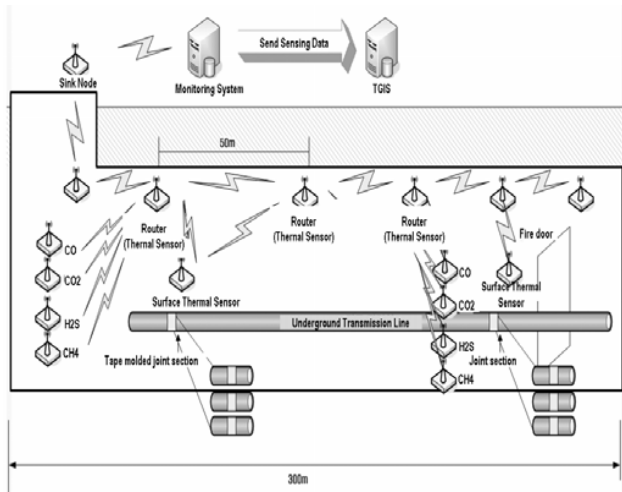 Send Sensing Data
Sink Node
Monitoring System
TGIS
50m
Router
(Thermal Sensor)
Router
(Thermal Sensor)
Router
(Thermal Sensor)
Fire door
CO
CO2
H2S
CH4
Surface Thermal Sensor
CO
CO2
H2S
CH4
Surface Thermal
Sensor
Underground Transmission Line
Tape molded joint section
Joint section
300m